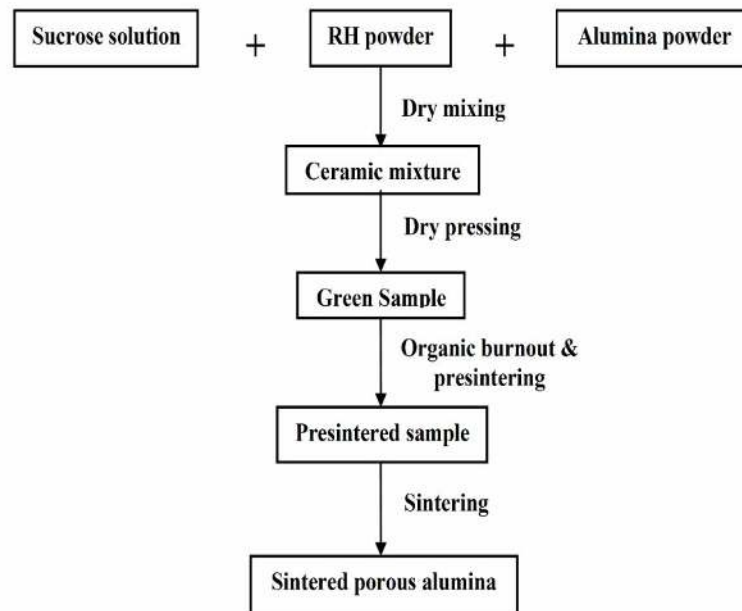 Sucrose solution + RH powder + Alumina powder
Dry mixing
Ceramic mixture
Dry pressing
Green Sample
Organic burnout &
presintering
Presintered sample
Sintering
Sintered porous alumina